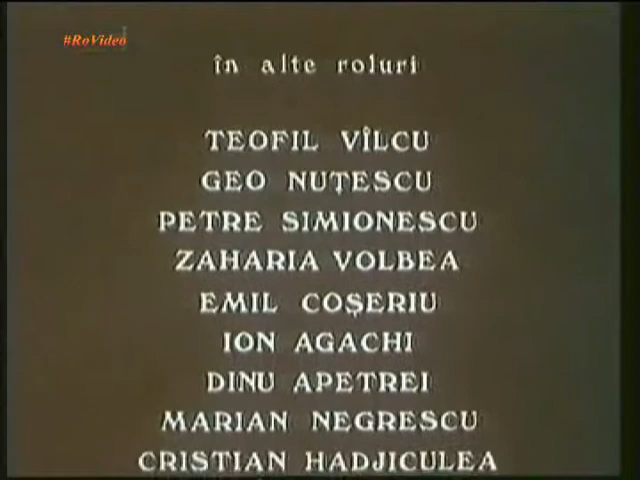 #RoVideo
în alte roluri
TEOFIL VÎLCU
GEO NUȚESCU
PETRE SIMIONESCU
ZAHARIA VOLBEA
EMIL COȘERIU
ION AGACHI
DINU APETREI
MARIAN NEGRESCU
CRISTIAN HADJICULEA